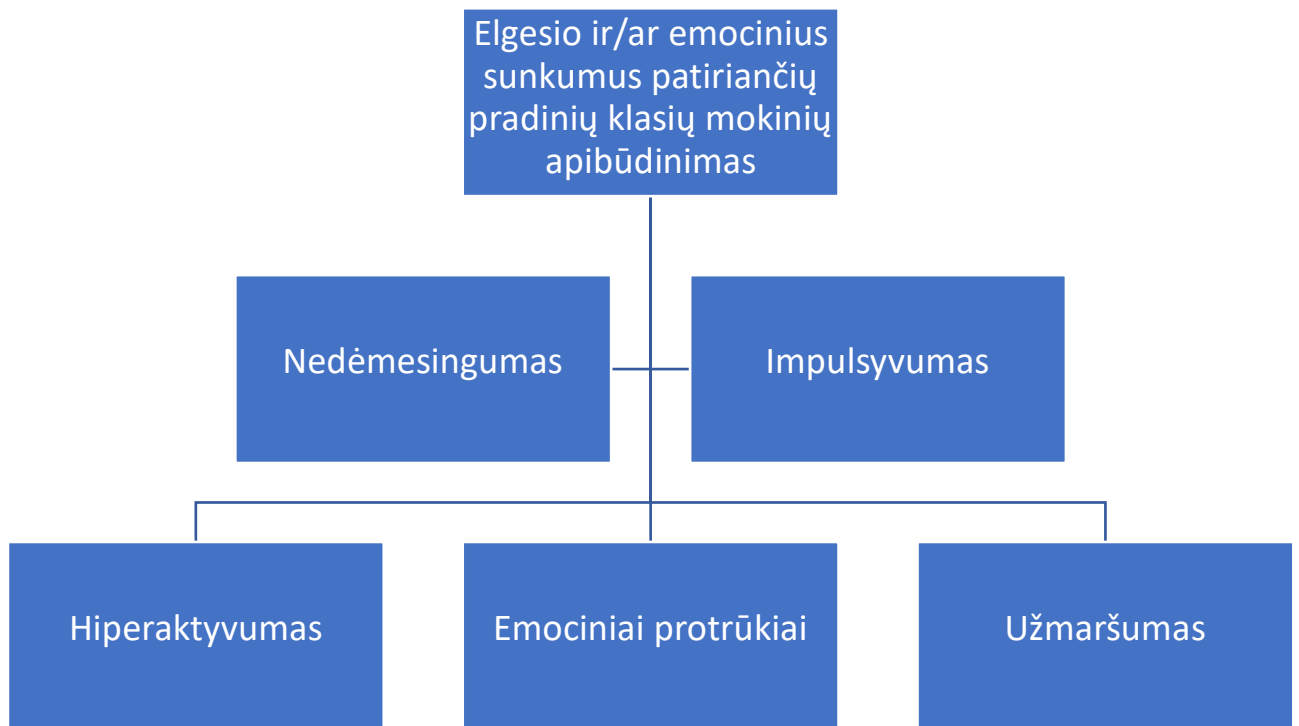 Elgesio ir/ar emocinius
sunkumus patiriančių
pradinių klasių mokinių
apibūdinimas
Nedėmesingumas
Impulsyvumas
Hiperaktyvumas
Emociniai protrūkiai
Užmaršumas